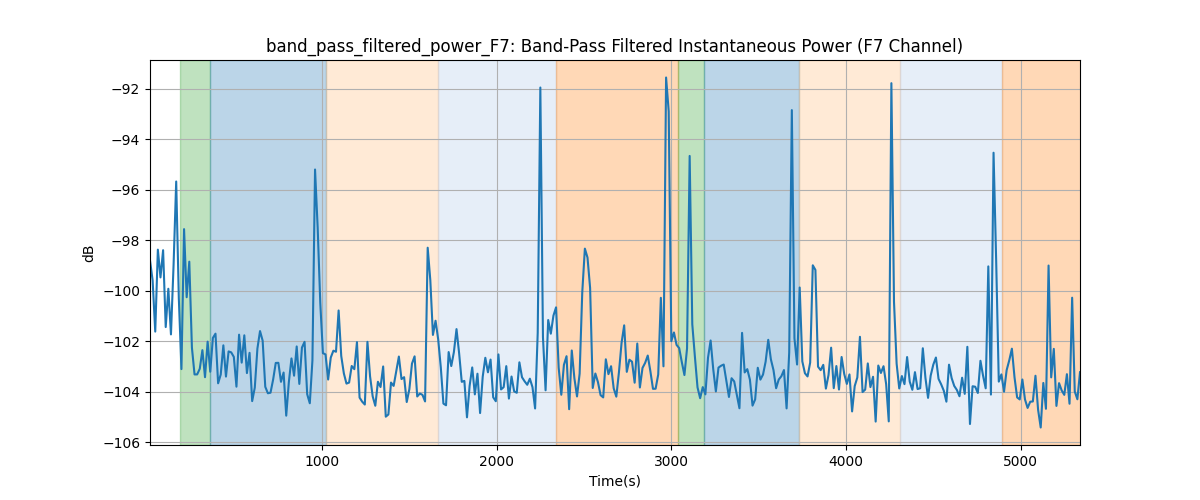 band_pass_filtered_power_F7: Band-Pass Filtered Instantaneous Power (F7 Channel)
−92
−94
−96
−98
−100
−102
−104
−106
dB
1000 2000 3000 4000 5000
Time(s)